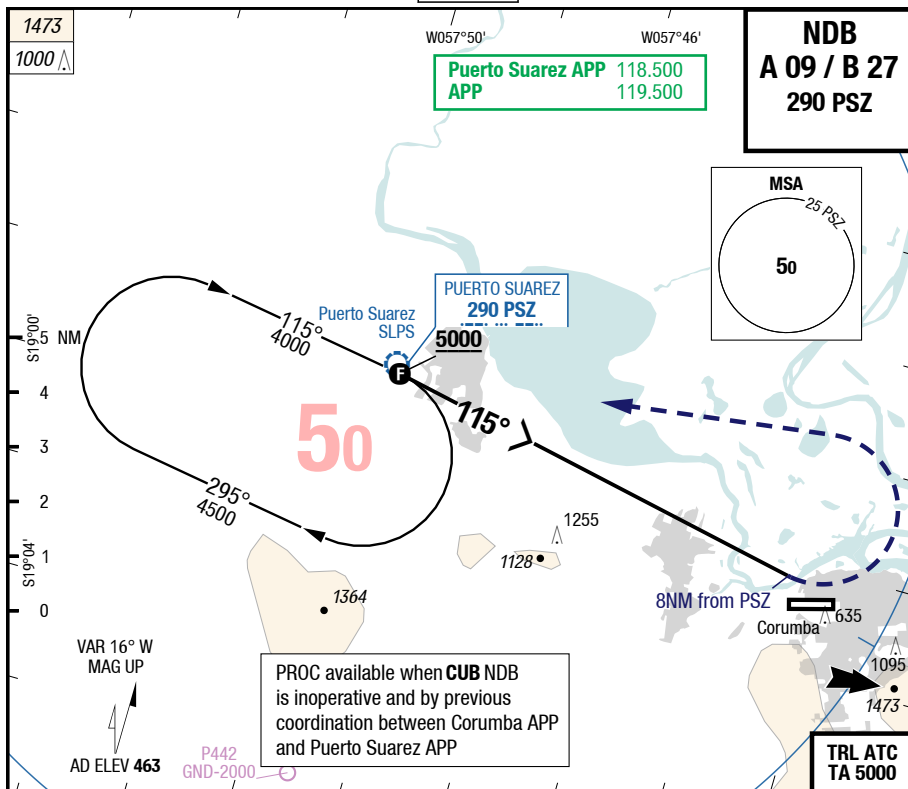 1473
1000
W057°50'
W057°46'
NDB
A 09 / B 27
290 PSZ
Puerto Suarez APP 118.500
APP 119.500
MSA
25 PSZ
50
PUERTO SUAREZ
290 PSZ
Puerto Suarez
SLPS
5000
115°
4000
S19°00'
5 NM
4
3
2
1
0
S19°04'
50
115°
295°
4500
1255
1128
1364
8NM from PSZ
Corumba
635
1095
1473
VAR 16° W
MAG UP
AD ELEV 463
P442
GND-2000
PROC available when CUB NDB
is inoperative and by previous
coordination between Corumba APP
and Puerto Suarez APP
F
TRL ATC
TA 5000